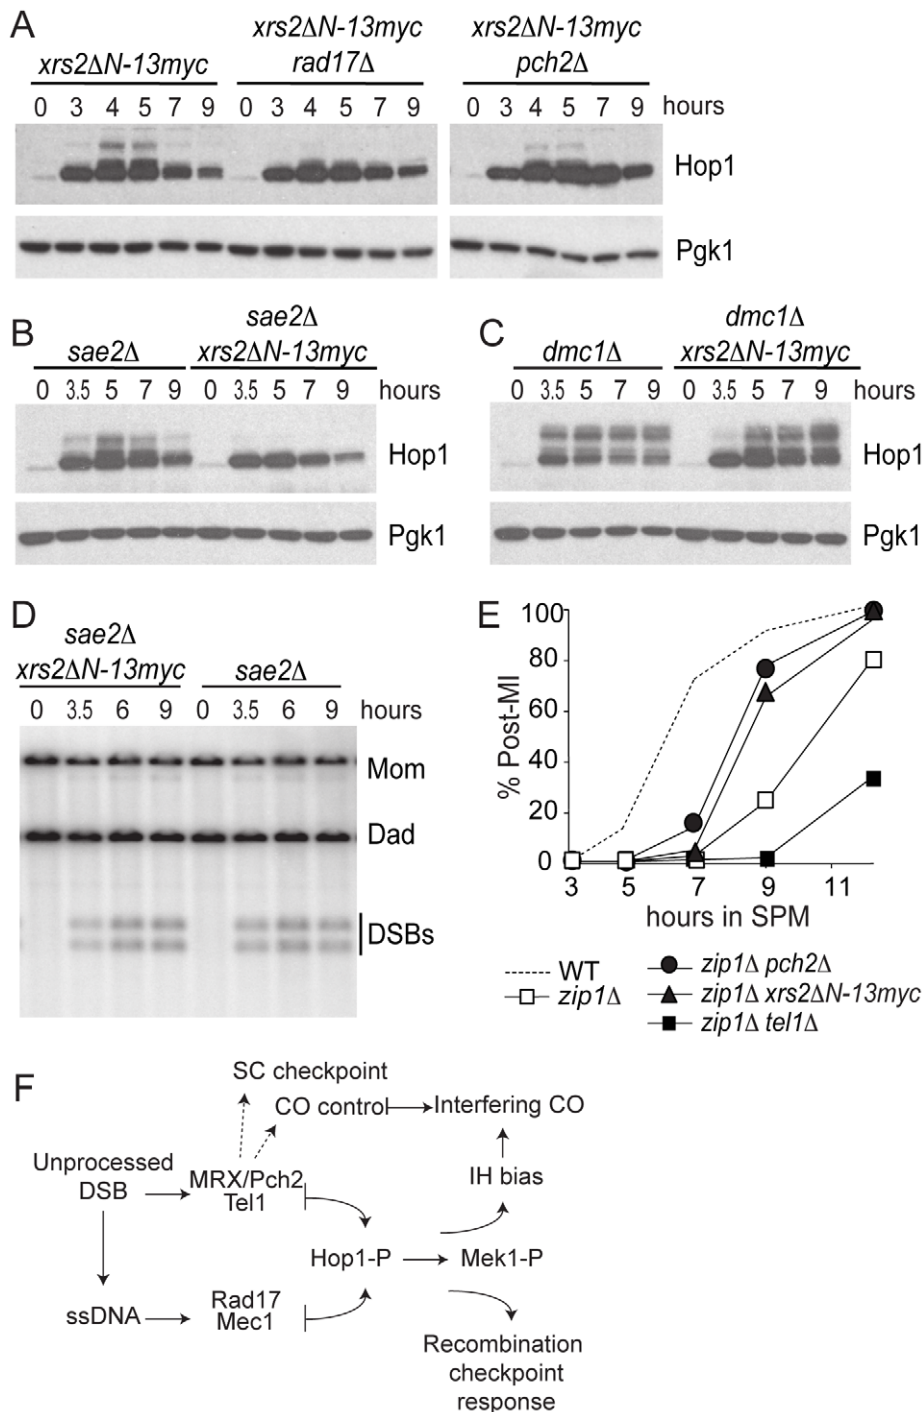 A
xrs2ΔN-13myc
xrs2ΔN-13myc
rad17Δ
xrs2ΔN-13myc
pch2Δ
0 3 4 5 7 9 0 3 4 5 7 9 0 3 4 5 7 9 hours
Hop1
Pgk1
B
sae2Δ
sae2Δ
xrs2ΔN-13myc
0 3.5 5 7 9 0 3.5 5 7 9 hours
Hop1
Pgk1
C
dmc1Δ
dmc1Δ
xrs2ΔN-13myc
0 3.5 5 7 9 0 3.5 5 7 9 hours
Hop1
Pgk1
D
sae2Δ
xrs2ΔN-13myc
sae2Δ
0 3.5 6 9 0 3.5 6 9 hours
Mom
Dad
DSBs
E
% Post-MI
100
80
60
40
20
0
3 5 7 9 11
hours in SPM
WT
zip1Δ
zip1Δ pch2Δ
zip1Δ xrs2ΔN-13myc
zip1Δ tel1Δ
F
SC checkpoint
CO control
Interfering CO
Unprocessed
DSB
MRX/Pch2
Tel1
IH bias
Hop1-P
Mek1-P
ssDNA
Rad17
Mec1
Recombination
checkpoint
response